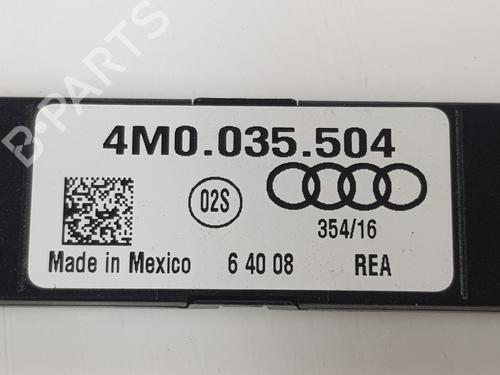 4M0.035.504
02S
354/16
Made in Mexico 6 40 08 REA
B-PARTS